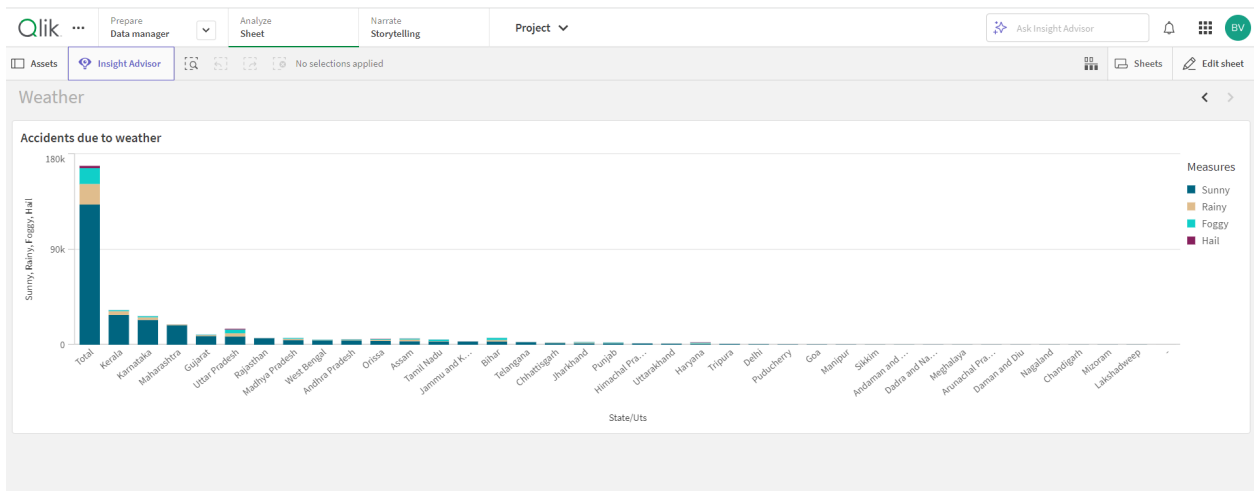 Qlik
Prepare
Data manager
Analyze
Sheet
Narrate
Storytelling
Project
Ask Insight Advisor
BV
Assets
Insight Advisor
No selections applied
Sheets
Edit sheet
Weather
Accidents due to weather
Sunny, Rainy, Foggy, Hail
180k
90k
0
Total
Kerala
Karnataka
Maharashtra
Gujarat
Uttar Pradesh
Rajasthan
Madhya Pradesh
West Bengal
Andhra Pradesh
Orissa
Assam
Tamil Nadu
Jammu and K...
Bihar
Telangana
Chhattisgarh
Jharkhand
Punjab
Himachal Pra...
Uttarakhand
Haryana
Tripura
Delhi
Puducherry
Goa
Manipur
Sikkim
Andaman and ...
Dadra and Na...
Meghalaya
Arunachal Pra...
Daman and Diu
Nagaland
Chandigarh
Mizoram
Lakshadweep
-
State/Uts
Measures
Sunny
Rainy
Foggy
Hail